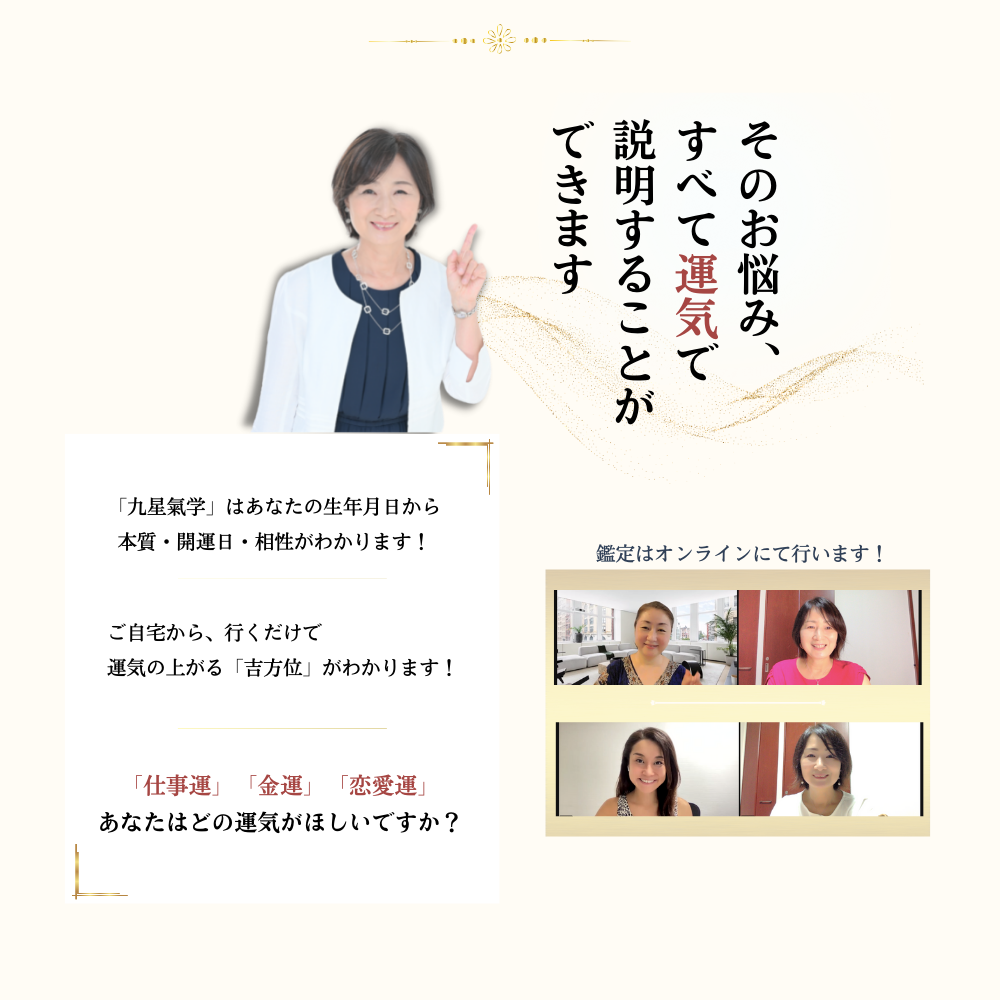 そのお悩み、
すべて運気で
説明することが
できます
「九星氣学」はあなたの生年月日から
本質・開運日・相性がわかります！
ご自宅から、行くだけで
運気の上がる「吉方位」がわかります！
「仕事運」「金運」「恋愛運」
あなたはどの運気がほしいですか？
鑑定はオンラインにて行います！